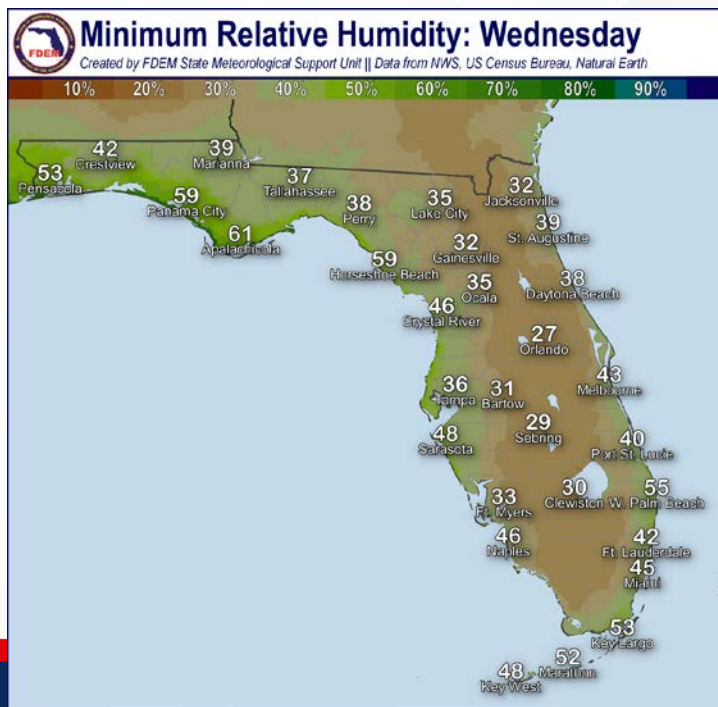 FDEM
Minimum Relative Humidity: Wednesday
Created by FDEM State Meteorological Support Unit || Data from NWS, US Census Bureau, Natural Earth
10% 20% 30% 40% 50% 60% 70% 80% 90%
42
Crestview
39
Marianna
53
Pensacola
37
Tallahassee
59
Panama City
38
Perry
35
Lake City
32
Jacksonville
39
St. Augustine
61
Apalachicola
32
Gainesville
59
Horseshoe Beach
35
Ocala
38
Daytona Beach
46
Crystal River
27
Orlando
36
Tampa
31
Bartow
43
Melbourne
29
Sebring
48
Sarasota
40
Port St. Lucie
33
Ft. Myers
30
Clewiston
55
W. Palm Beach
46
Naples
42
Ft. Lauderdale
45
Miami
53
Key Largo
52
Marathon
48
Key West